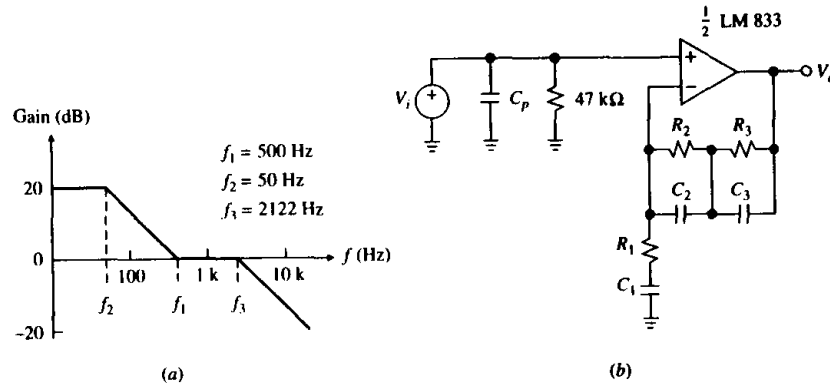 Gain (dB)
20
0
−20
f₁ = 500 Hz
f₂ = 50 Hz
f₃ = 2122 Hz
100
1 k
10 k
f (Hz)
f₂
f₁
f₃
(a)
½ LM 833
Vᵢ
Cₚ
47 kΩ
+
+
−
R₂
R₃
C₂
C₃
R₁
C₁
(b)